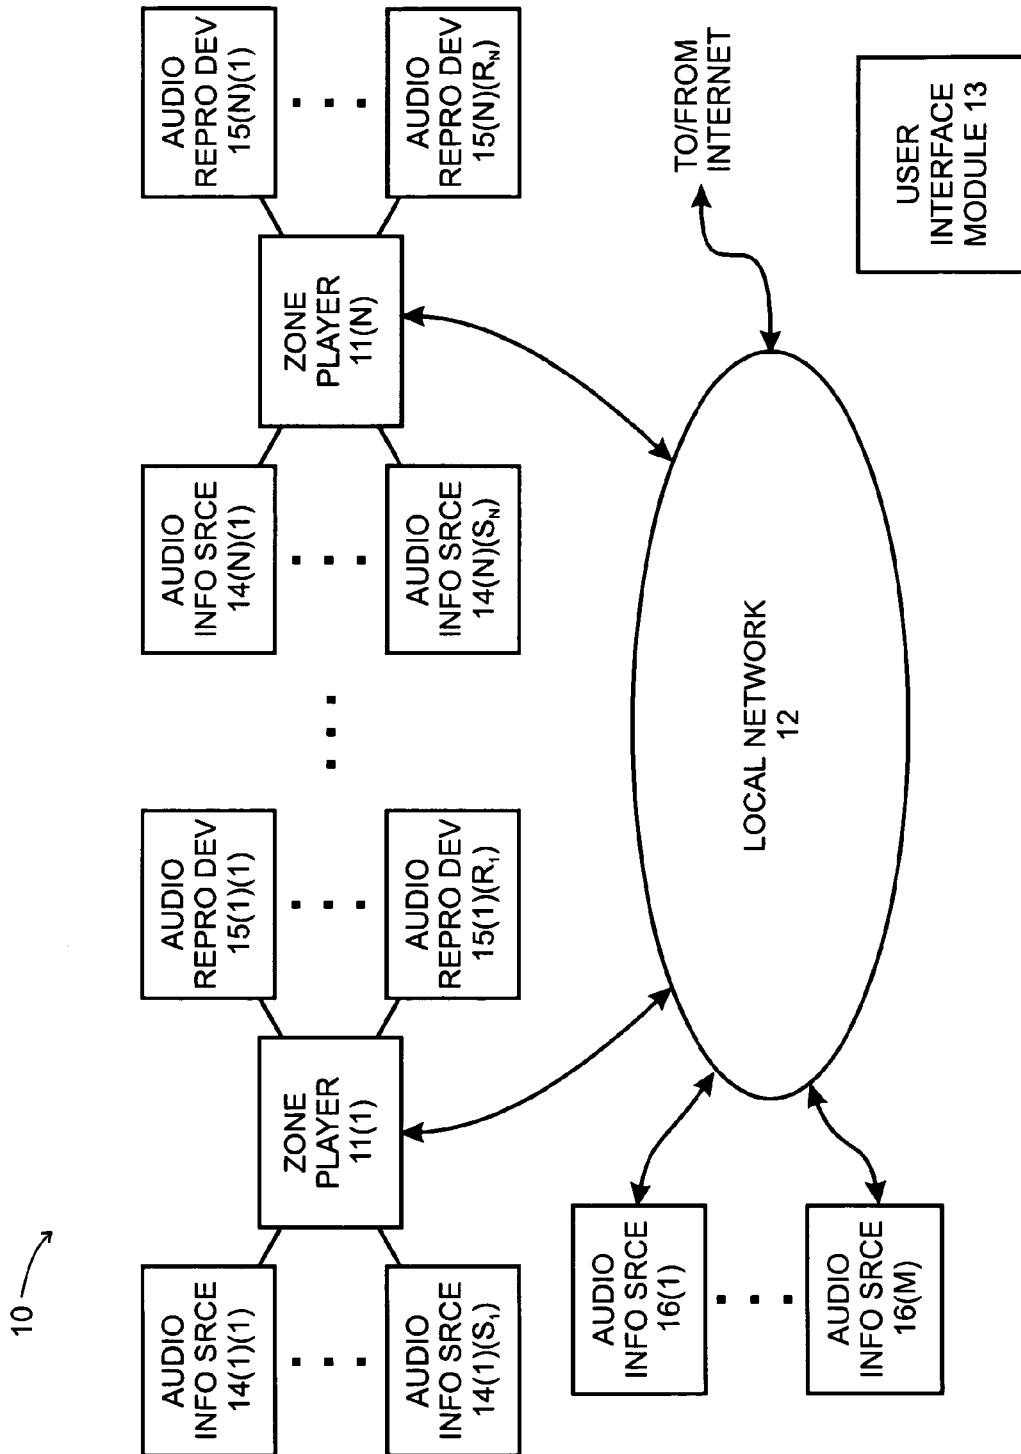 10
AUDIO
INFO SRCE
14(1)(1)
AUDIO
INFO SRCE
14(1)(S₁)
ZONE
PLAYER
11(1)
AUDIO
REPRO DEV
15(1)(1)
AUDIO
REPRO DEV
15(1)(R₁)
AUDIO
INFO SRCE
14(N)(1)
AUDIO
INFO SRCE
14(N)(S_N)
ZONE
PLAYER
11(N)
AUDIO
REPRO DEV
15(N)(1)
AUDIO
REPRO DEV
15(N)(R_N)
AUDIO
INFO SRCE
16(1)
AUDIO
INFO SRCE
16(M)
LOCAL NETWORK
12
TO/FROM
INTERNET
USER
INTERFACE
MODULE 13